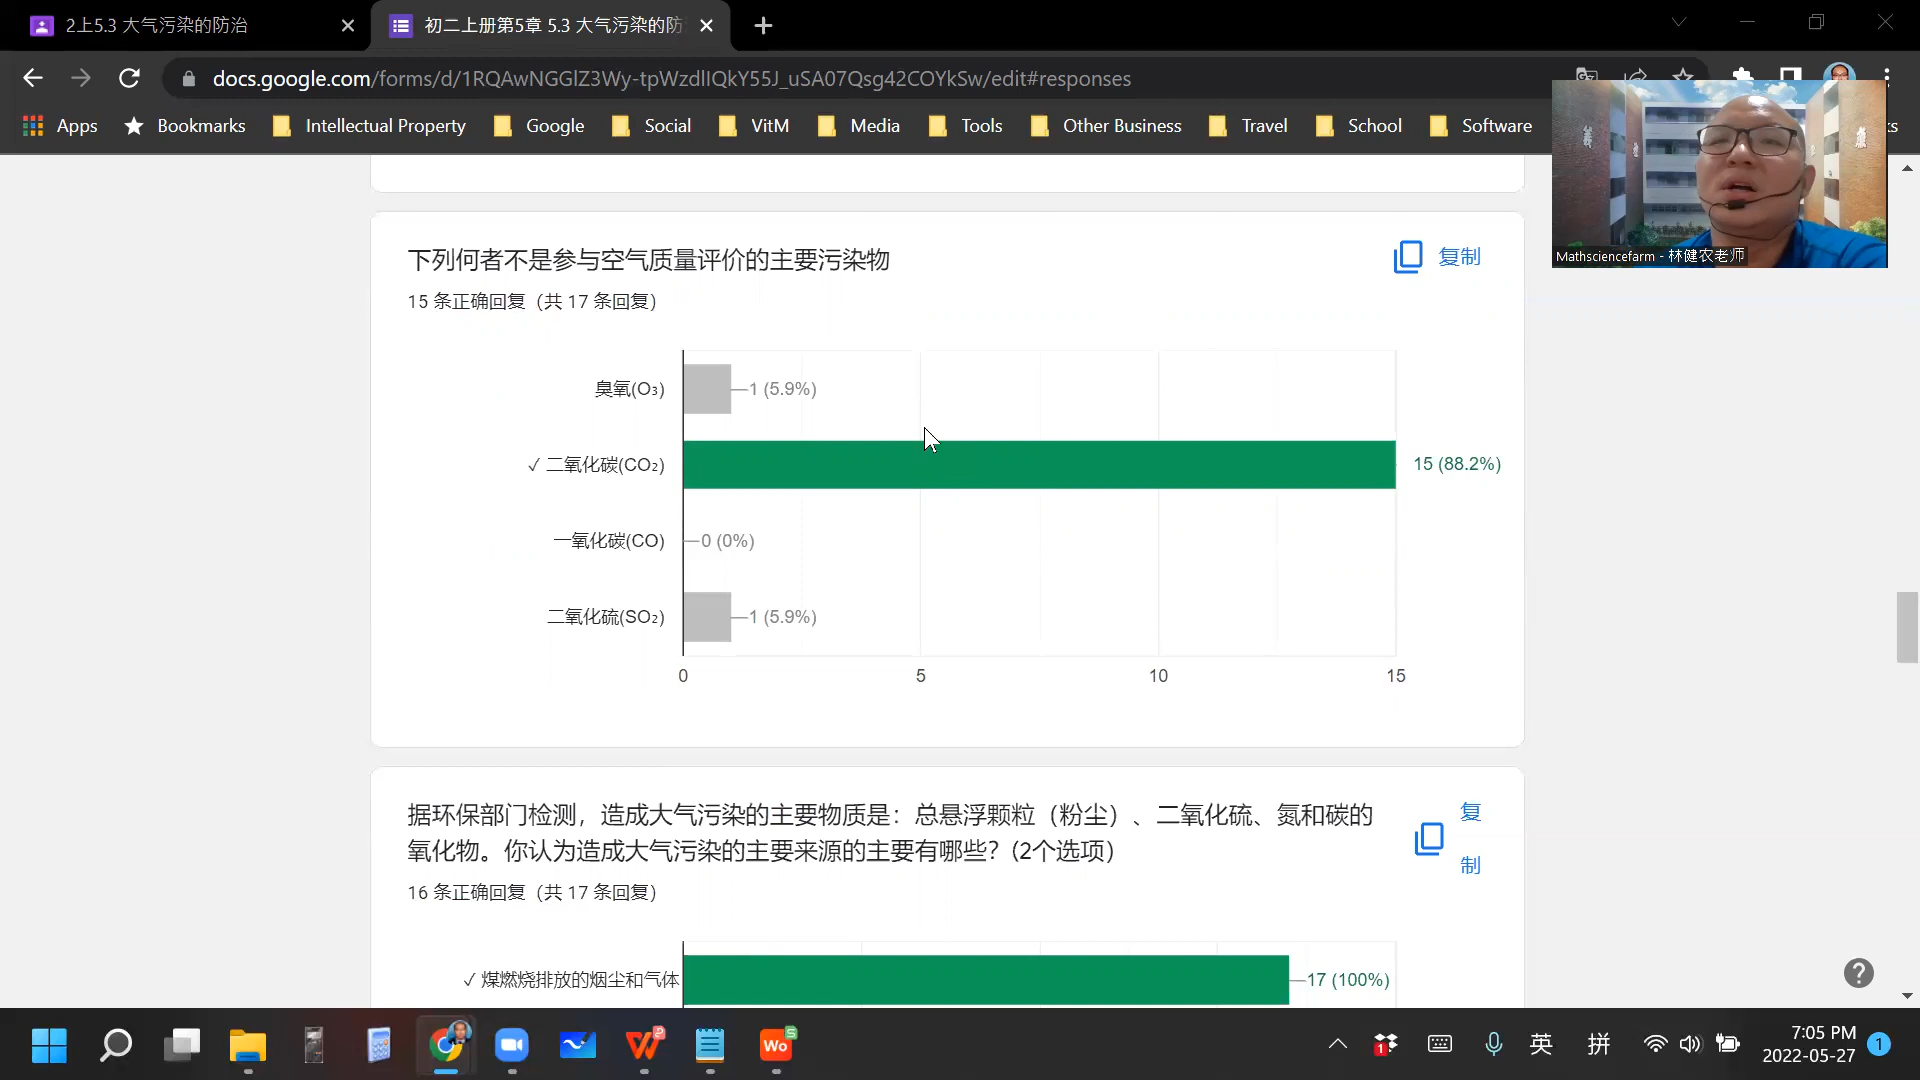 2上5.3 大气污染的防治
初二上册第5章 5.3 大气污染的防
docs.google.com/forms/d/1RQAwNGGlZ3Wy-tpWzdlIQkY55J_uSA07Qsg42COYkSw/edit#responses
Apps
Bookmarks
Intellectual Property
Google
Social
VitM
Media
Tools
Other Business
Travel
School
Software
Mathsciencefarm - 林健农老师
下列何者不是参与空气质量评价的主要污染物
复制
15 条正确回复（共 17 条回复）
臭氧(O₃)
1 (5.9%)
✓ 二氧化碳(CO₂)
15 (88.2%)
一氧化碳(CO)
0 (0%)
二氧化硫(SO₂)
1 (5.9%)
0
5
10
15
据环保部门检测，造成大气污染的主要物质是：总悬浮颗粒（粉尘）、二氧化硫、氮和碳的
氧化物。你认为造成大气污染的主要来源的主要有哪些？(2个选项)
复
制
16 条正确回复（共 17 条回复）
✓ 煤燃烧排放的烟尘和气体
17 (100%)
Wo
S
1
英
拼
7:05 PM
2022-05-27
1